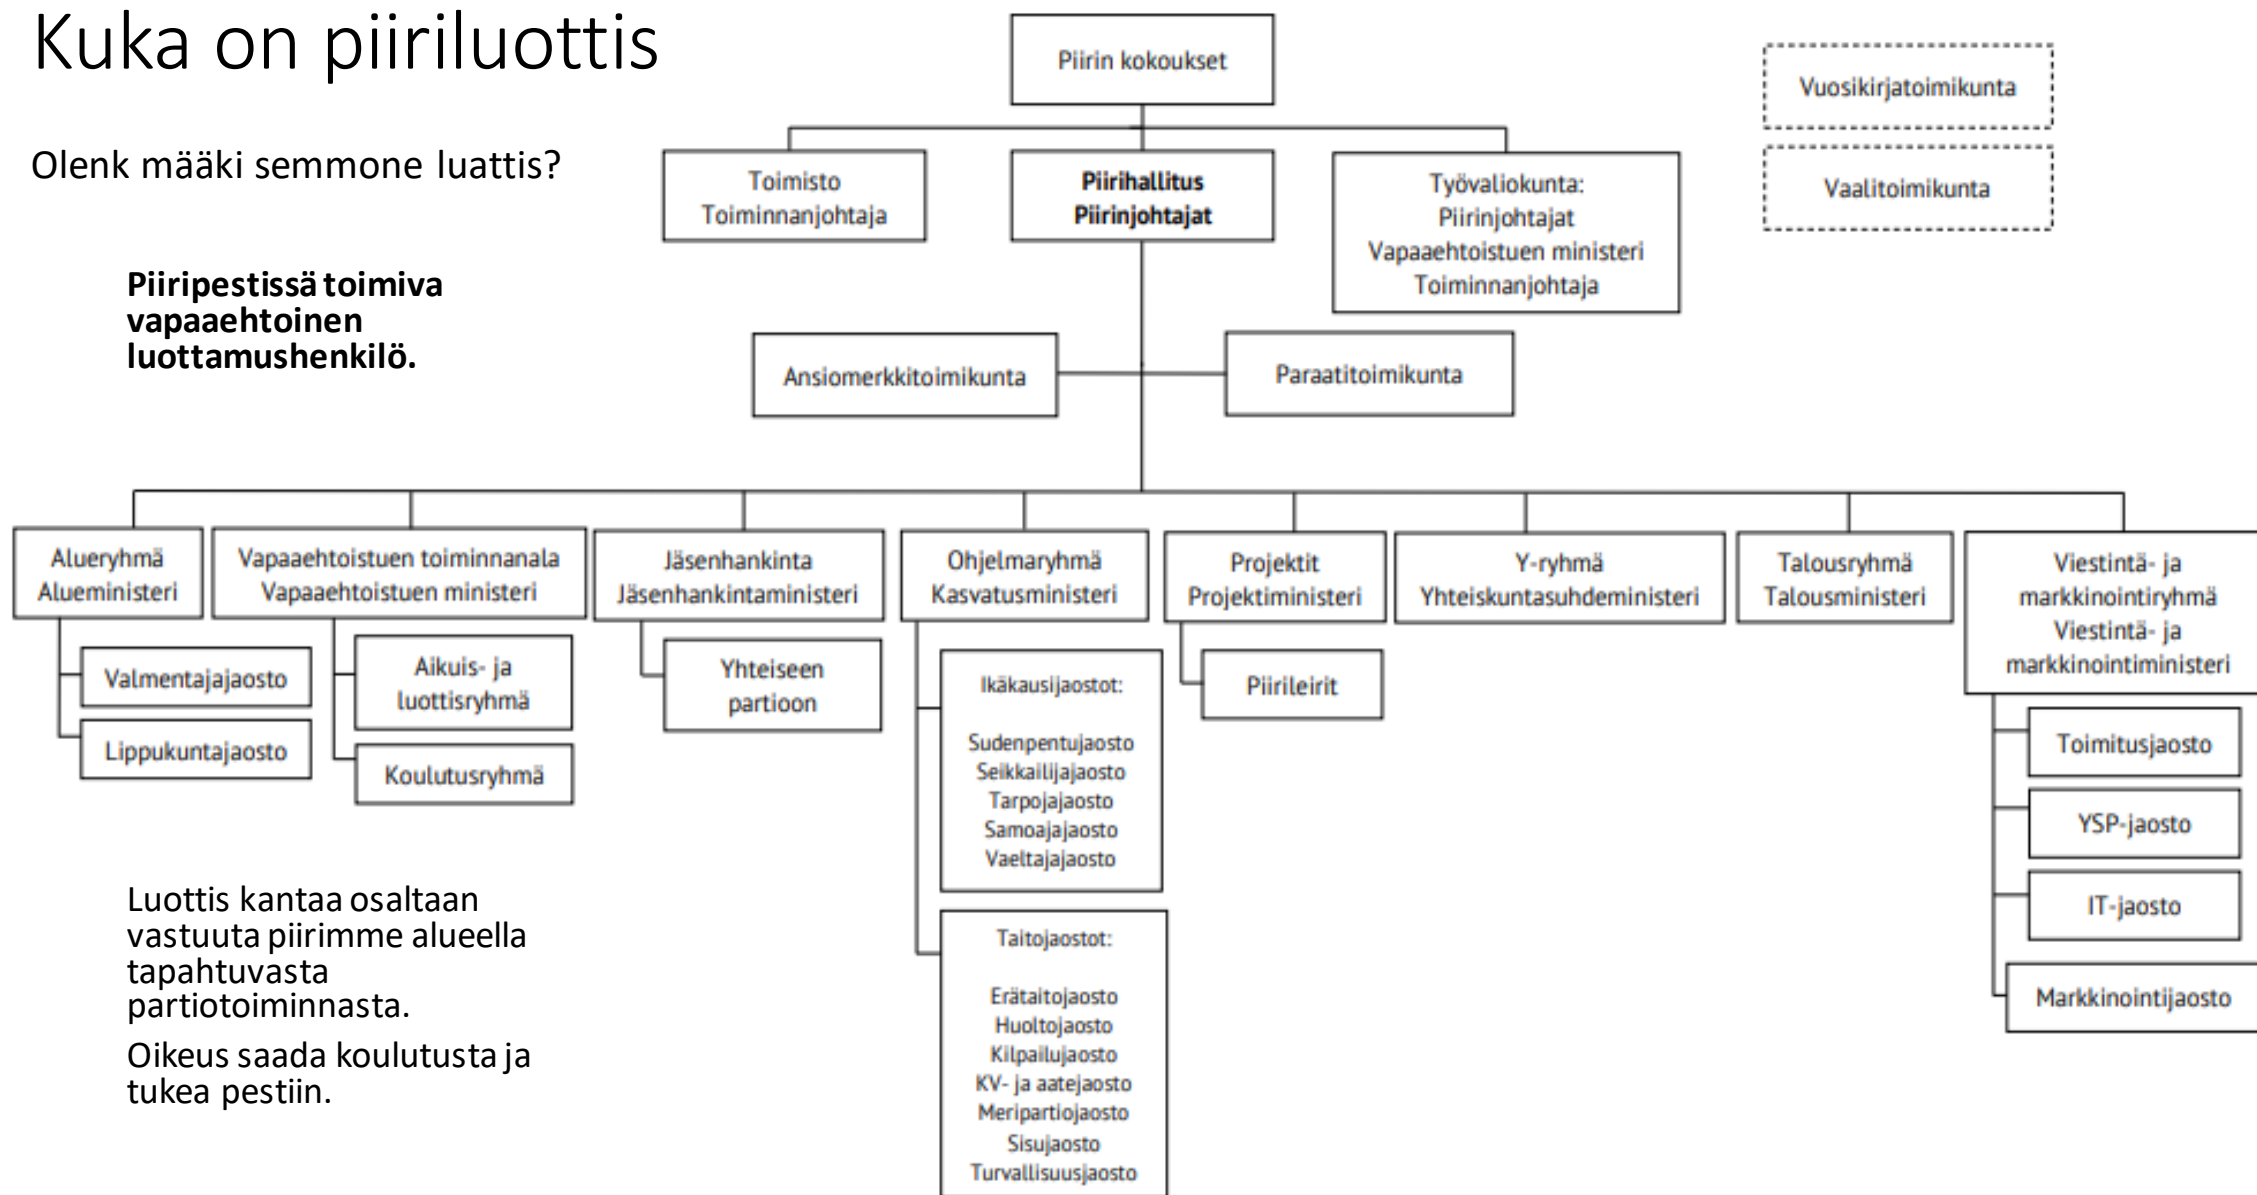 Kuka on piiriluottis
Olenk määki semmone luattis?
Piiripestissä toimiva
vapaaehtoinen
luottamushenkilö.
Piirin kokoukset
Vuosikirjatoimikunta
Vaalitoimikunta
Toimisto
Toiminnanjohtaja
Piirihallitus
Piirinjohtajat
Työvaliokunta:
Piirinjohtajat
Vapaaehtoistuen ministeri
Toiminnanjohtaja
Ansiomerkkitoimikunta
Paraatitoimikunta
Alueryhmä
Alueministeri
Valmentajajaosto
Lippukuntajaosto
Vapaaehtoistuen toiminnanala
Vapaaehtoistuen ministeri
Aikuis- ja
luottisryhmä
Koulutusryhmä
Jäsenhankinta
Jäsenhankintaministeri
Yhteiseen
partioon
Ohjelmaryhmä
Kasvatusministeri
Ikäkausijaostot:
Sudenpentujaosto
Seikkailijajaosto
Tarpojajaosto
Samoajajaosto
Vaeltajajaosto
Taitojaostot:
Erätaitojaosto
Huoltojaosto
Kilpailujaosto
KV- ja aatejaosto
Meripartiojaosto
Sisujaosto
Turvallisuusjaosto
Projektit
Projektiministeri
Piirileirit
Y-ryhmä
Yhteiskuntasuhdeministeri
Talousryhmä
Talousministeri
Viestintä- ja
markkinointiryhmä
Viestintä- ja
markkinointiministeri
Toimitusjaosto
YSP-jaosto
IT-jaosto
Markkinointijaosto
Luottis kantaa osaltaan
vastuuta piirimme alueella
tapahtuvasta
partiotoiminnasta.
Oikeus saada koulutusta ja
tukea pestiin.